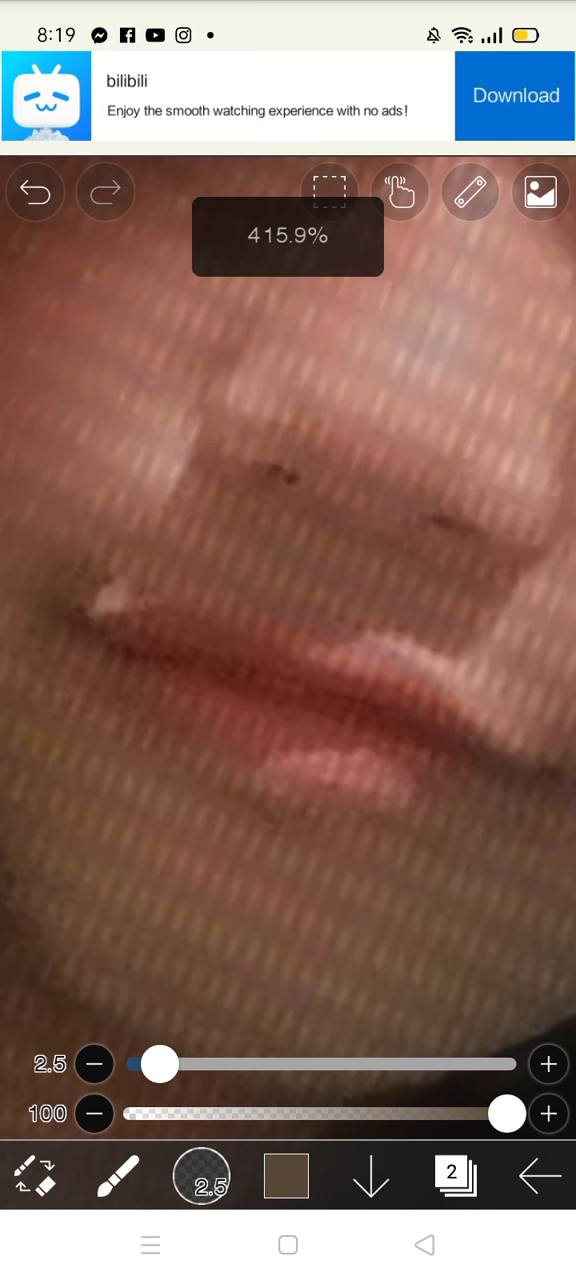 8:19
bilibili
Enjoy the smooth watching experience with no ads!
Download
415.9%
2.5
100
2.5
2